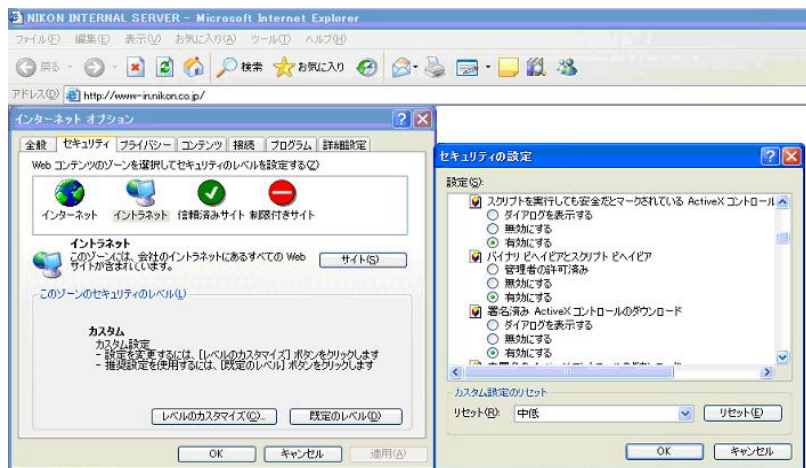 NIKON INTERNAL SERVER - Microsoft Internet Explorer
ファイル(F) 編集(E) 表示(V) お気に入り(A) ツール(T) ヘルプ(H)
戻る 検索 お気に入り
アドレス(D) http://www-in.nikon.co.jp/
インターネット オプション
全般 セキュリティ プライバシー コンテンツ 接続 プログラム 詳細設定
Web コンテンツのゾーンを選択してセキュリティのレベルを設定する(Z)
インターネット イントラネット 信頼済みサイト 制限付きサイト
イントラネット
このゾーンには、会社のイントラネットにあるすべての Web
サイトが含まれています。
サイト(S)
このゾーンのセキュリティのレベル(L)
カスタム
カスタム設定
- 設定を変更するには、[レベルのカスタマイズ] ボタンをクリックします
- 推奨設定を使用するには、[既定のレベル] ボタンをクリックします
レベルのカスタマイズ(C)... 既定のレベル(D)
OK キャンセル 適用(A)
セキュリティの設定
設定(S):
スクリプトを実行しても安全だとマークされている ActiveX コントロール
ダイアログを表示する
無効にする
有効にする
バイナリ ビヘイビアとスクリプト ビヘイビア
管理者の許可済み
無効にする
有効にする
署名済み ActiveX コントロールのダウンロード
ダイアログを表示する
無効にする
有効にする
カスタム設定のリセット
リセット(R): 中低 リセット(E)
OK キャンセル